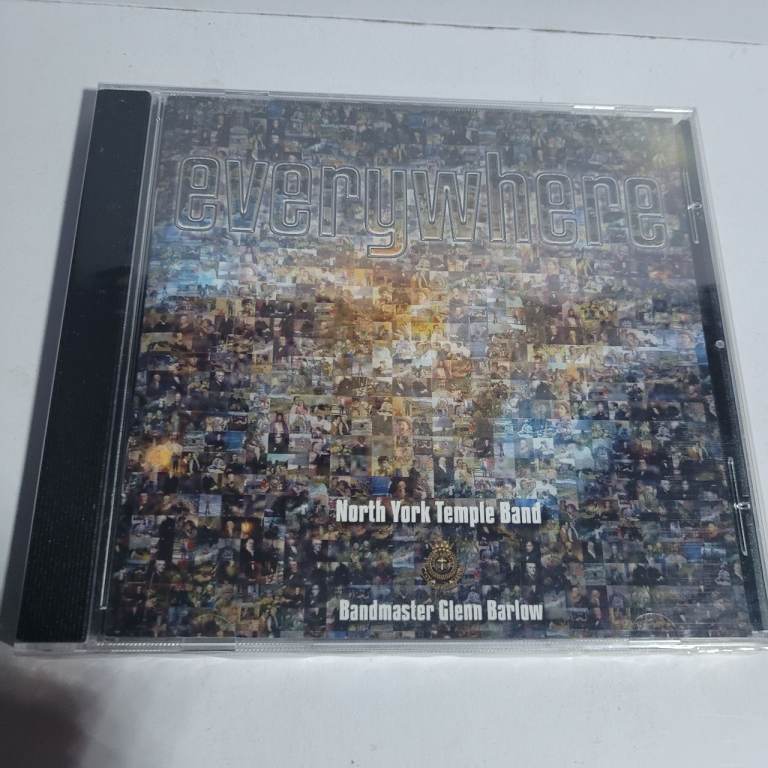 everywhere
North York Temple Band
Bandmaster Glenn Barlow